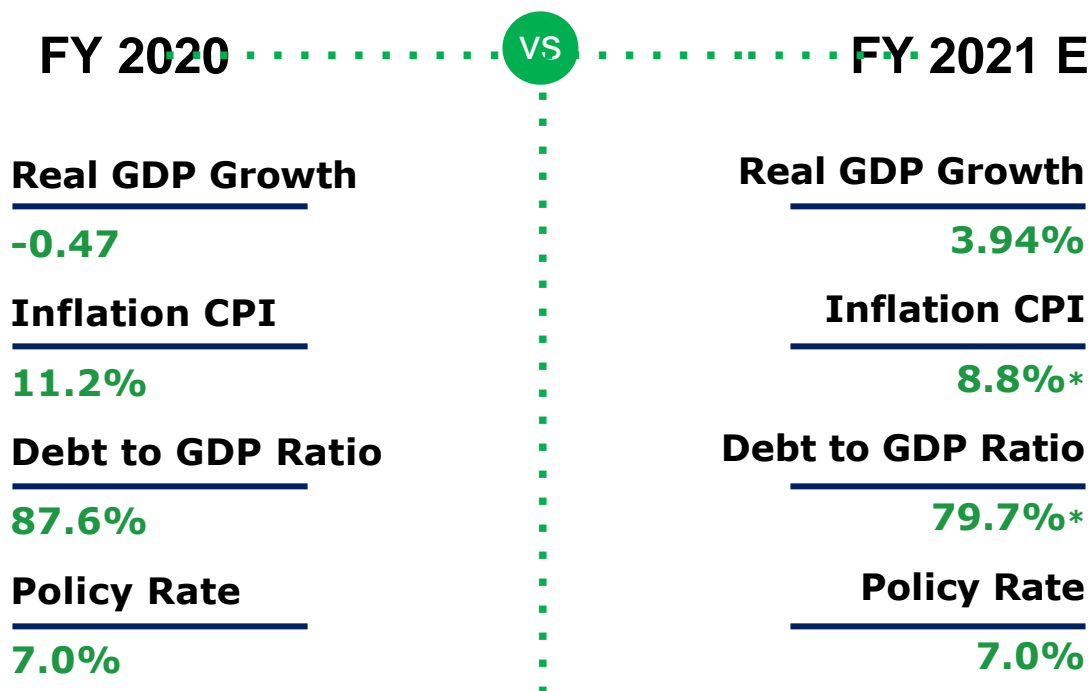 FY 2020
VS
FY 2021 E
Real GDP Growth
-0.47
Inflation CPI
11.2%
Debt to GDP Ratio
87.6%
Policy Rate
7.0%
Real GDP Growth
3.94%
Inflation CPI
8.8%*
Debt to GDP Ratio
79.7%*
Policy Rate
7.0%